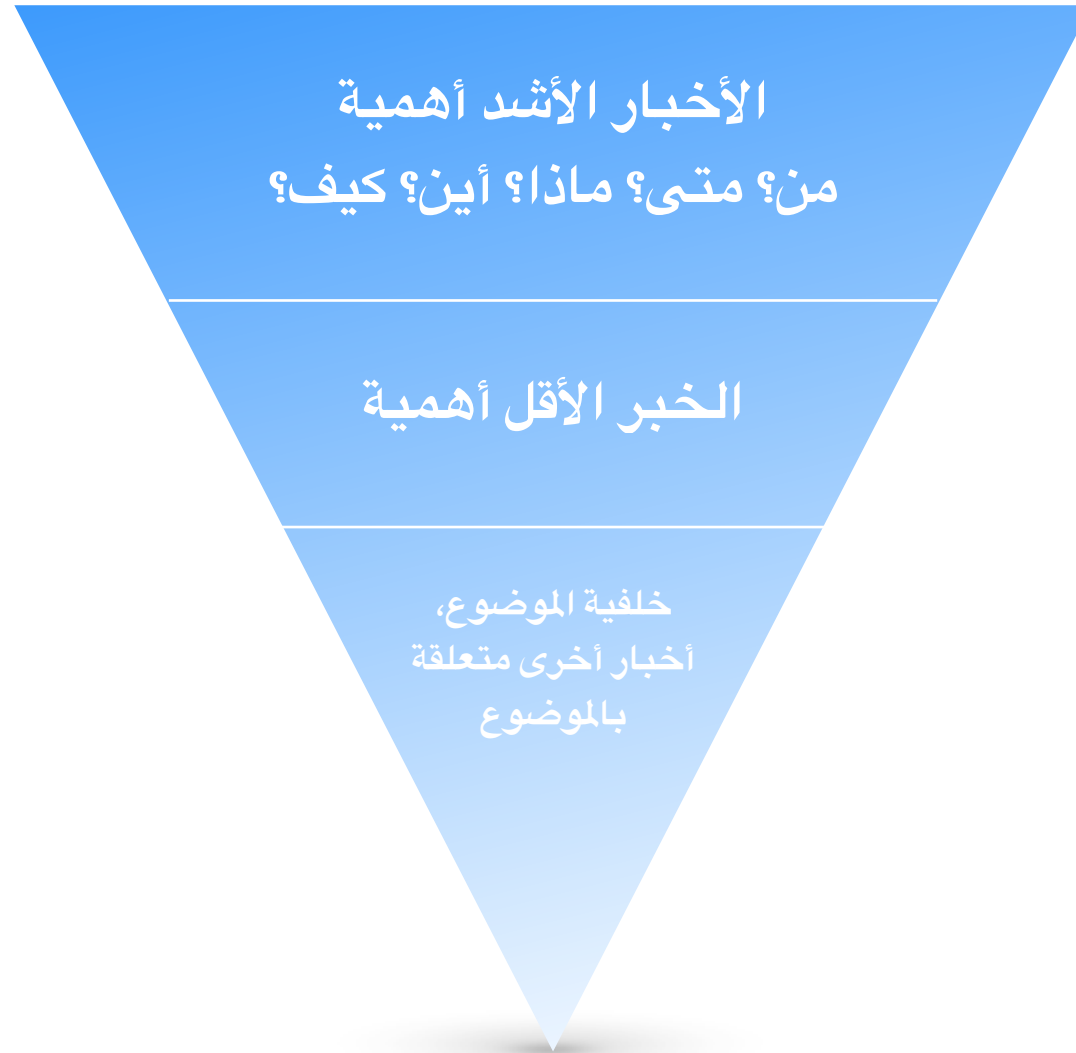 الأخبار الأشد أهمية
من؟ متى؟ ماذا؟ أين؟ كيف؟
الخبر الأقل أهمية
خلفية الموضوع،
أخبار أخرى متعلقة
بالموضوع